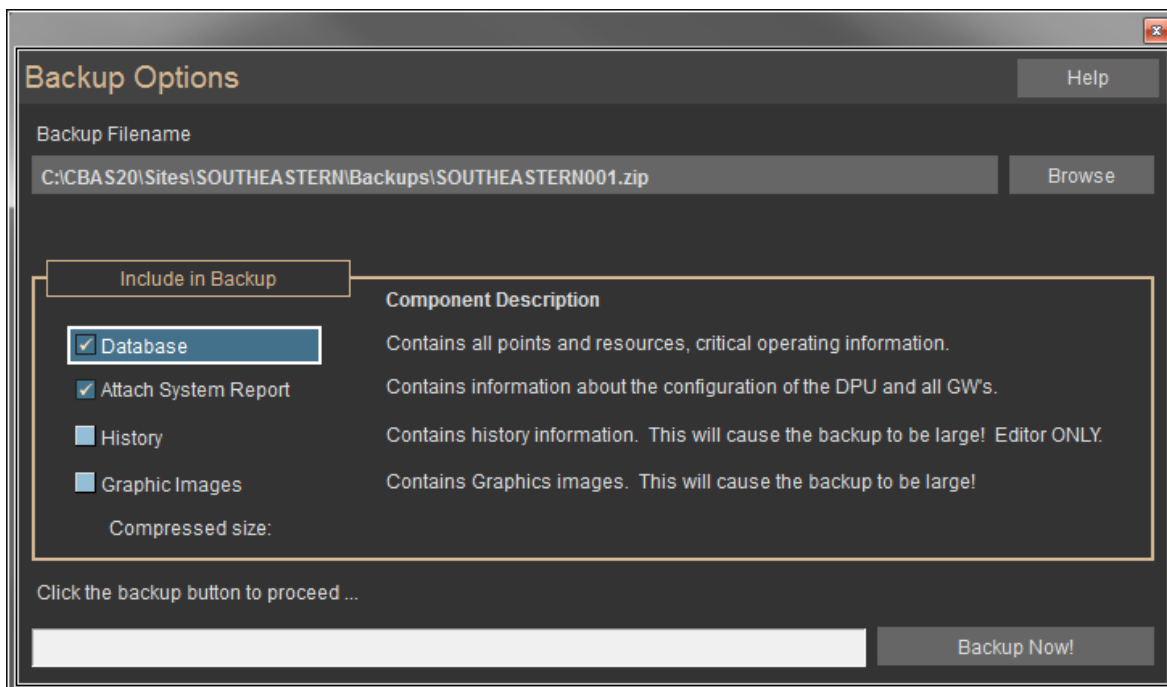 Backup Options
Help
Backup Filename
C:\CBAS20\Sites\SOUTHEASTERN\Backups\SOUTHEASTERN001.zip
Browse
Include in Backup
Component Description
Database
Contains all points and resources, critical operating information.
Attach System Report
Contains information about the configuration of the DPU and all GW's.
History
Contains history information.  This will cause the backup to be large!  Editor ONLY.
Graphic Images
Contains Graphics images.  This will cause the backup to be large!
Compressed size:
Click the backup button to proceed ...
Backup Now!